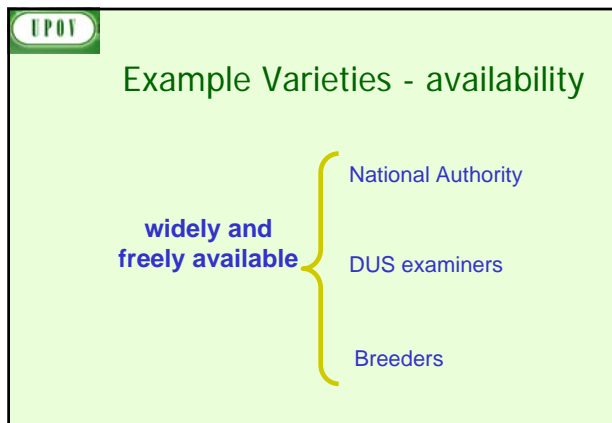 UPOV
Example Varieties - availability
National Authority
widely and
freely available
DUS examiners
Breeders